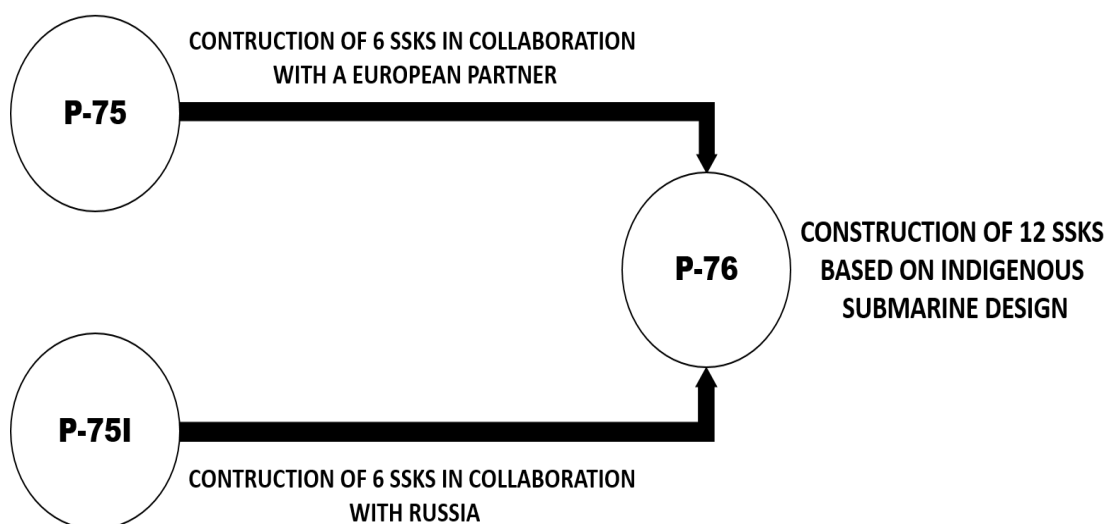 P-75
CONTRUCTION OF 6 SSKS IN COLLABORATION
WITH A EUROPEAN PARTNER
P-76
CONSTRUCTION OF 12 SSKS
BASED ON INDIGENOUS
SUBMARINE DESIGN
P-75I
CONTRUCTION OF 6 SSKS IN COLLABORATION
WITH RUSSIA